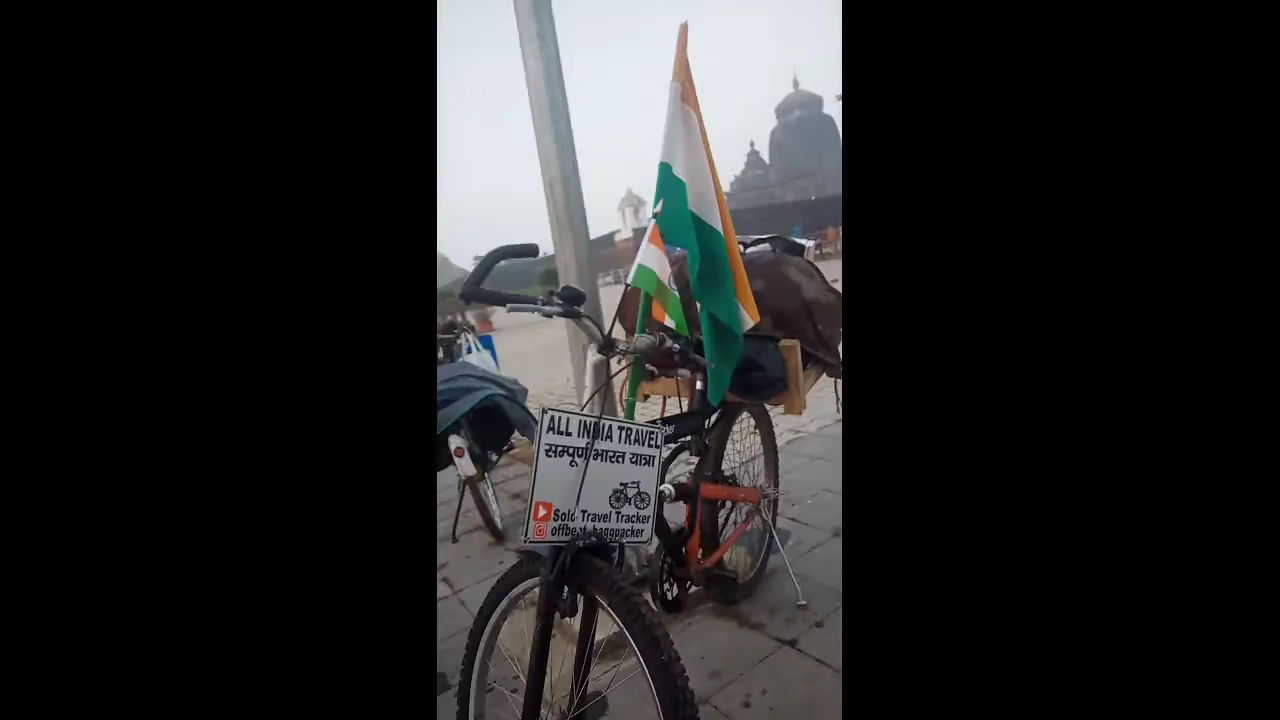 ALL INDIA TRAVEL
सम्पूर्ण भारत यात्रा
Solo Travel Tracker
offbeat_baggpacker